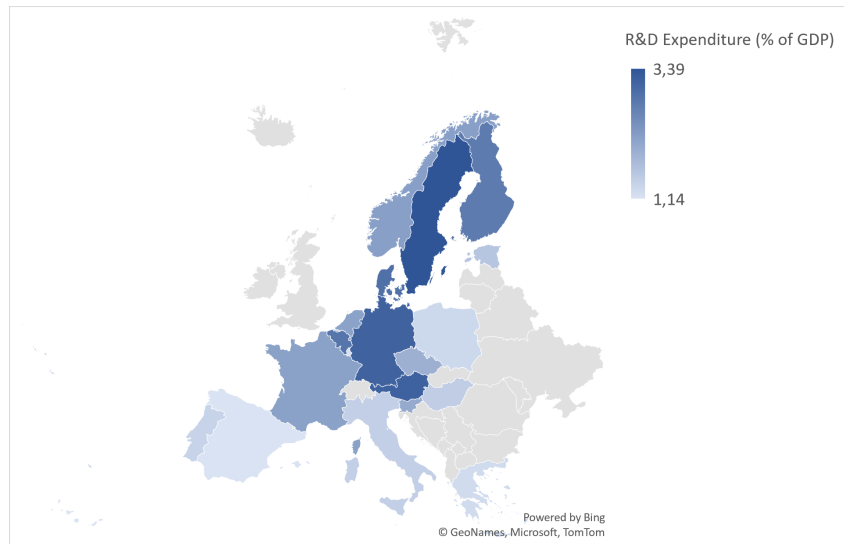 R&D Expenditure (% of GDP)
3,39
1,14
Powered by Bing
© GeoNames, Microsoft, TomTom